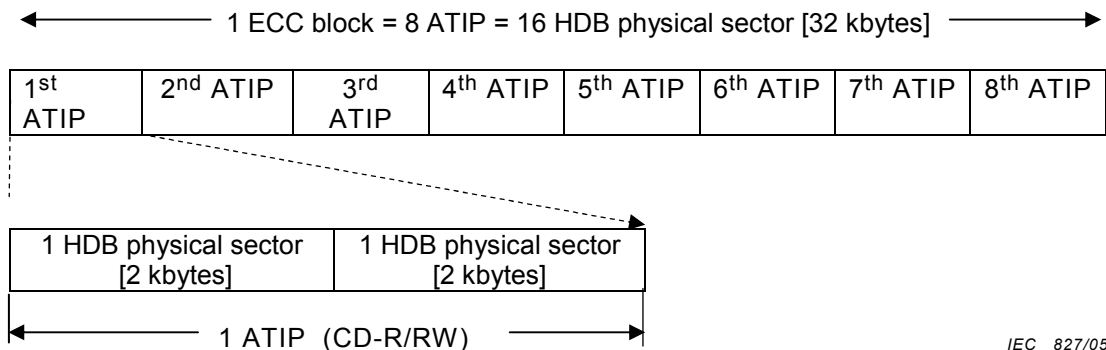 1 ECC block = 8 ATIP = 16 HDB physical sector [32 kbytes]
1st ATIP
2nd ATIP
3rd ATIP
4th ATIP
5th ATIP
6th ATIP
7th ATIP
8th ATIP
1 HDB physical sector
[2 kbytes]
1 HDB physical sector
[2 kbytes]
1 ATIP (CD-R/RW)
IEC 827/05